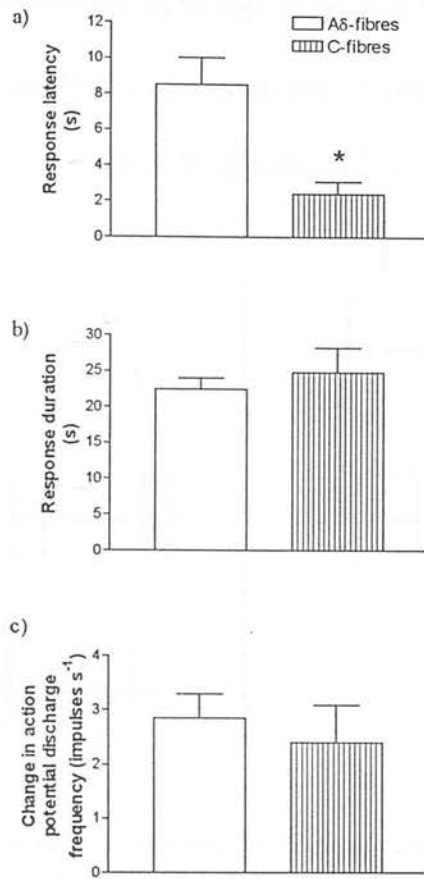 a)
Aδ-fibres
C-fibres
Response latency
(s)
12
10
8
6
4
2
0
*
b)
Response duration
(s)
30
25
20
15
10
5
0
c)
Change in action
potential discharge
frequency (impulses s⁻¹)
4
3
2
1
0